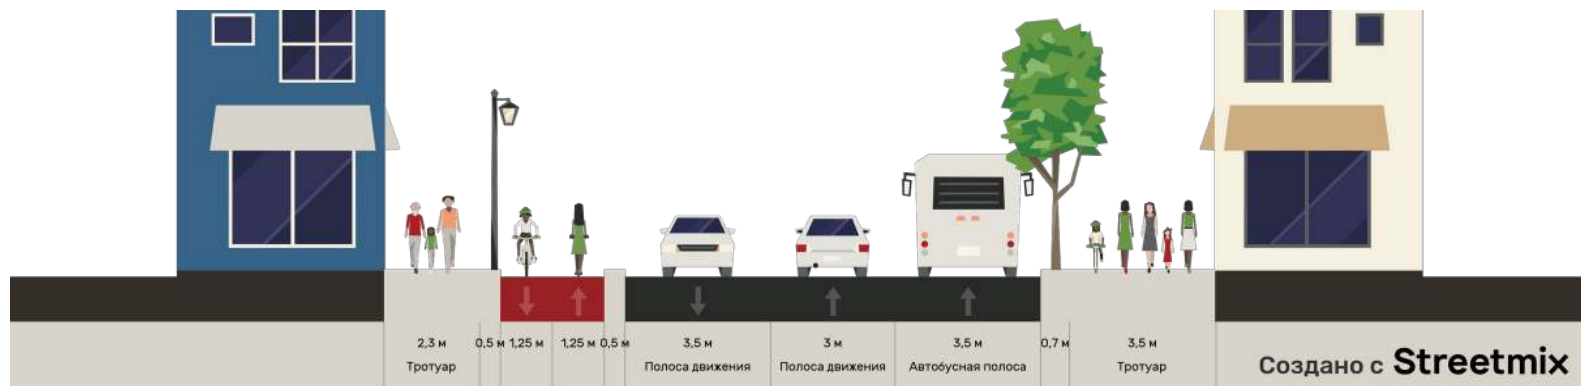 2,3 м
Тротуар
0,5 м
1,25 м
1,25 м
0,5 м
3,5 м
Полоса движения
3 м
Полоса движения
3,5 м
Автобусная полоса
0,7 м
3,5 м
Тротуар
Создано с Streetmix